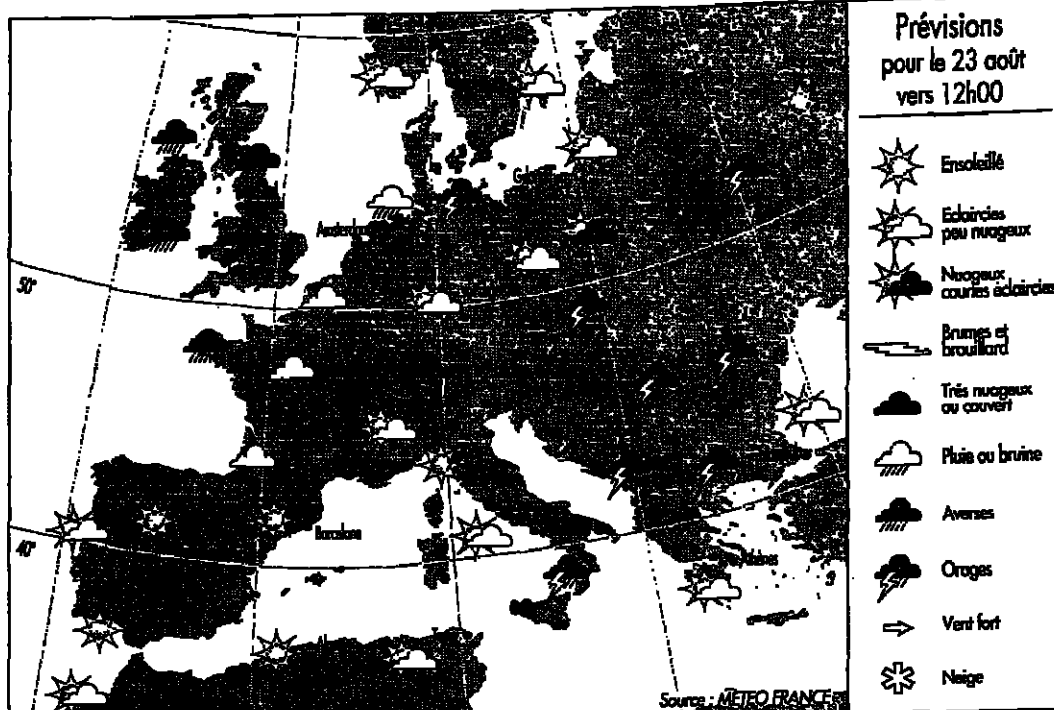 Prévisions
pour le 23 août
vers 12h00
Ensoleillé
Eclaircies
peu nuageux
Nuageux
courtes éclaircies
Brumes et
brouillard
Très nuageux
ou couvert
Pluie ou bruine
Averses
Orages
Vent fort
Neige
Amsterdam
50°
Barcelone
40°
Athènes
Source : METEO FRANCE